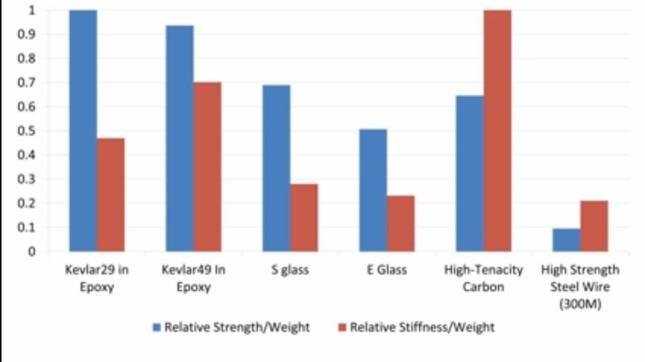 1
0.9
0.8
0.7
0.6
0.5
0.4
0.3
0.2
0.1
0
Kevlar29 in
Epoxy
Kevlar49 In
Epoxy
S glass
E Glass
High-Tenacity
Carbon
High Strength
Steel Wire
(300M)
Relative Strength/Weight
Relative Stiffness/Weight